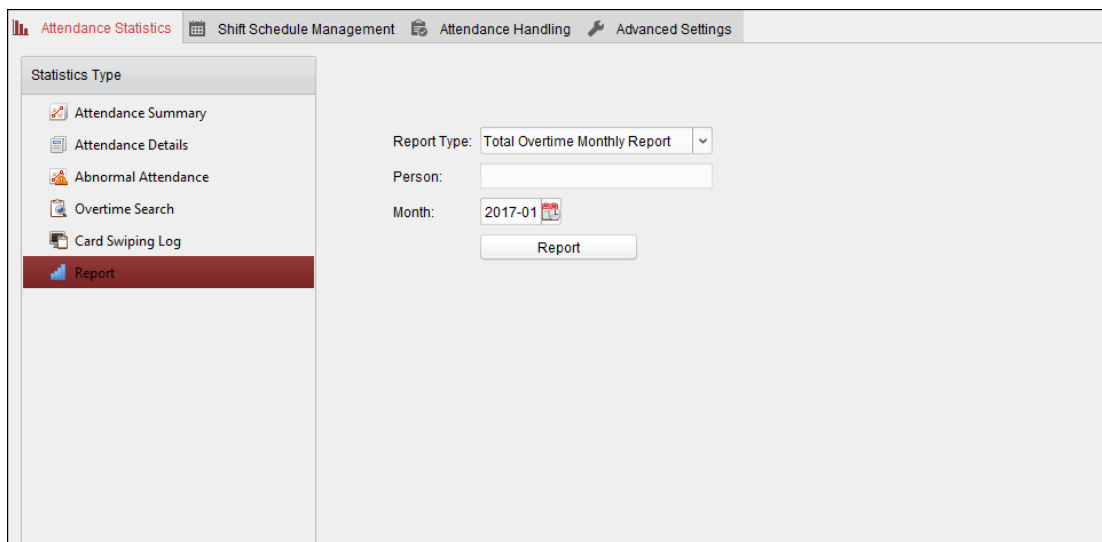 Attendance Statistics Shift Schedule Management Attendance Handling Advanced Settings
Statistics Type
Attendance Summary
Attendance Details
Abnormal Attendance
Overtime Search
Card Swiping Log
Report
Report Type: Total Overtime Monthly Report
Person:
Month: 2017-01
Report